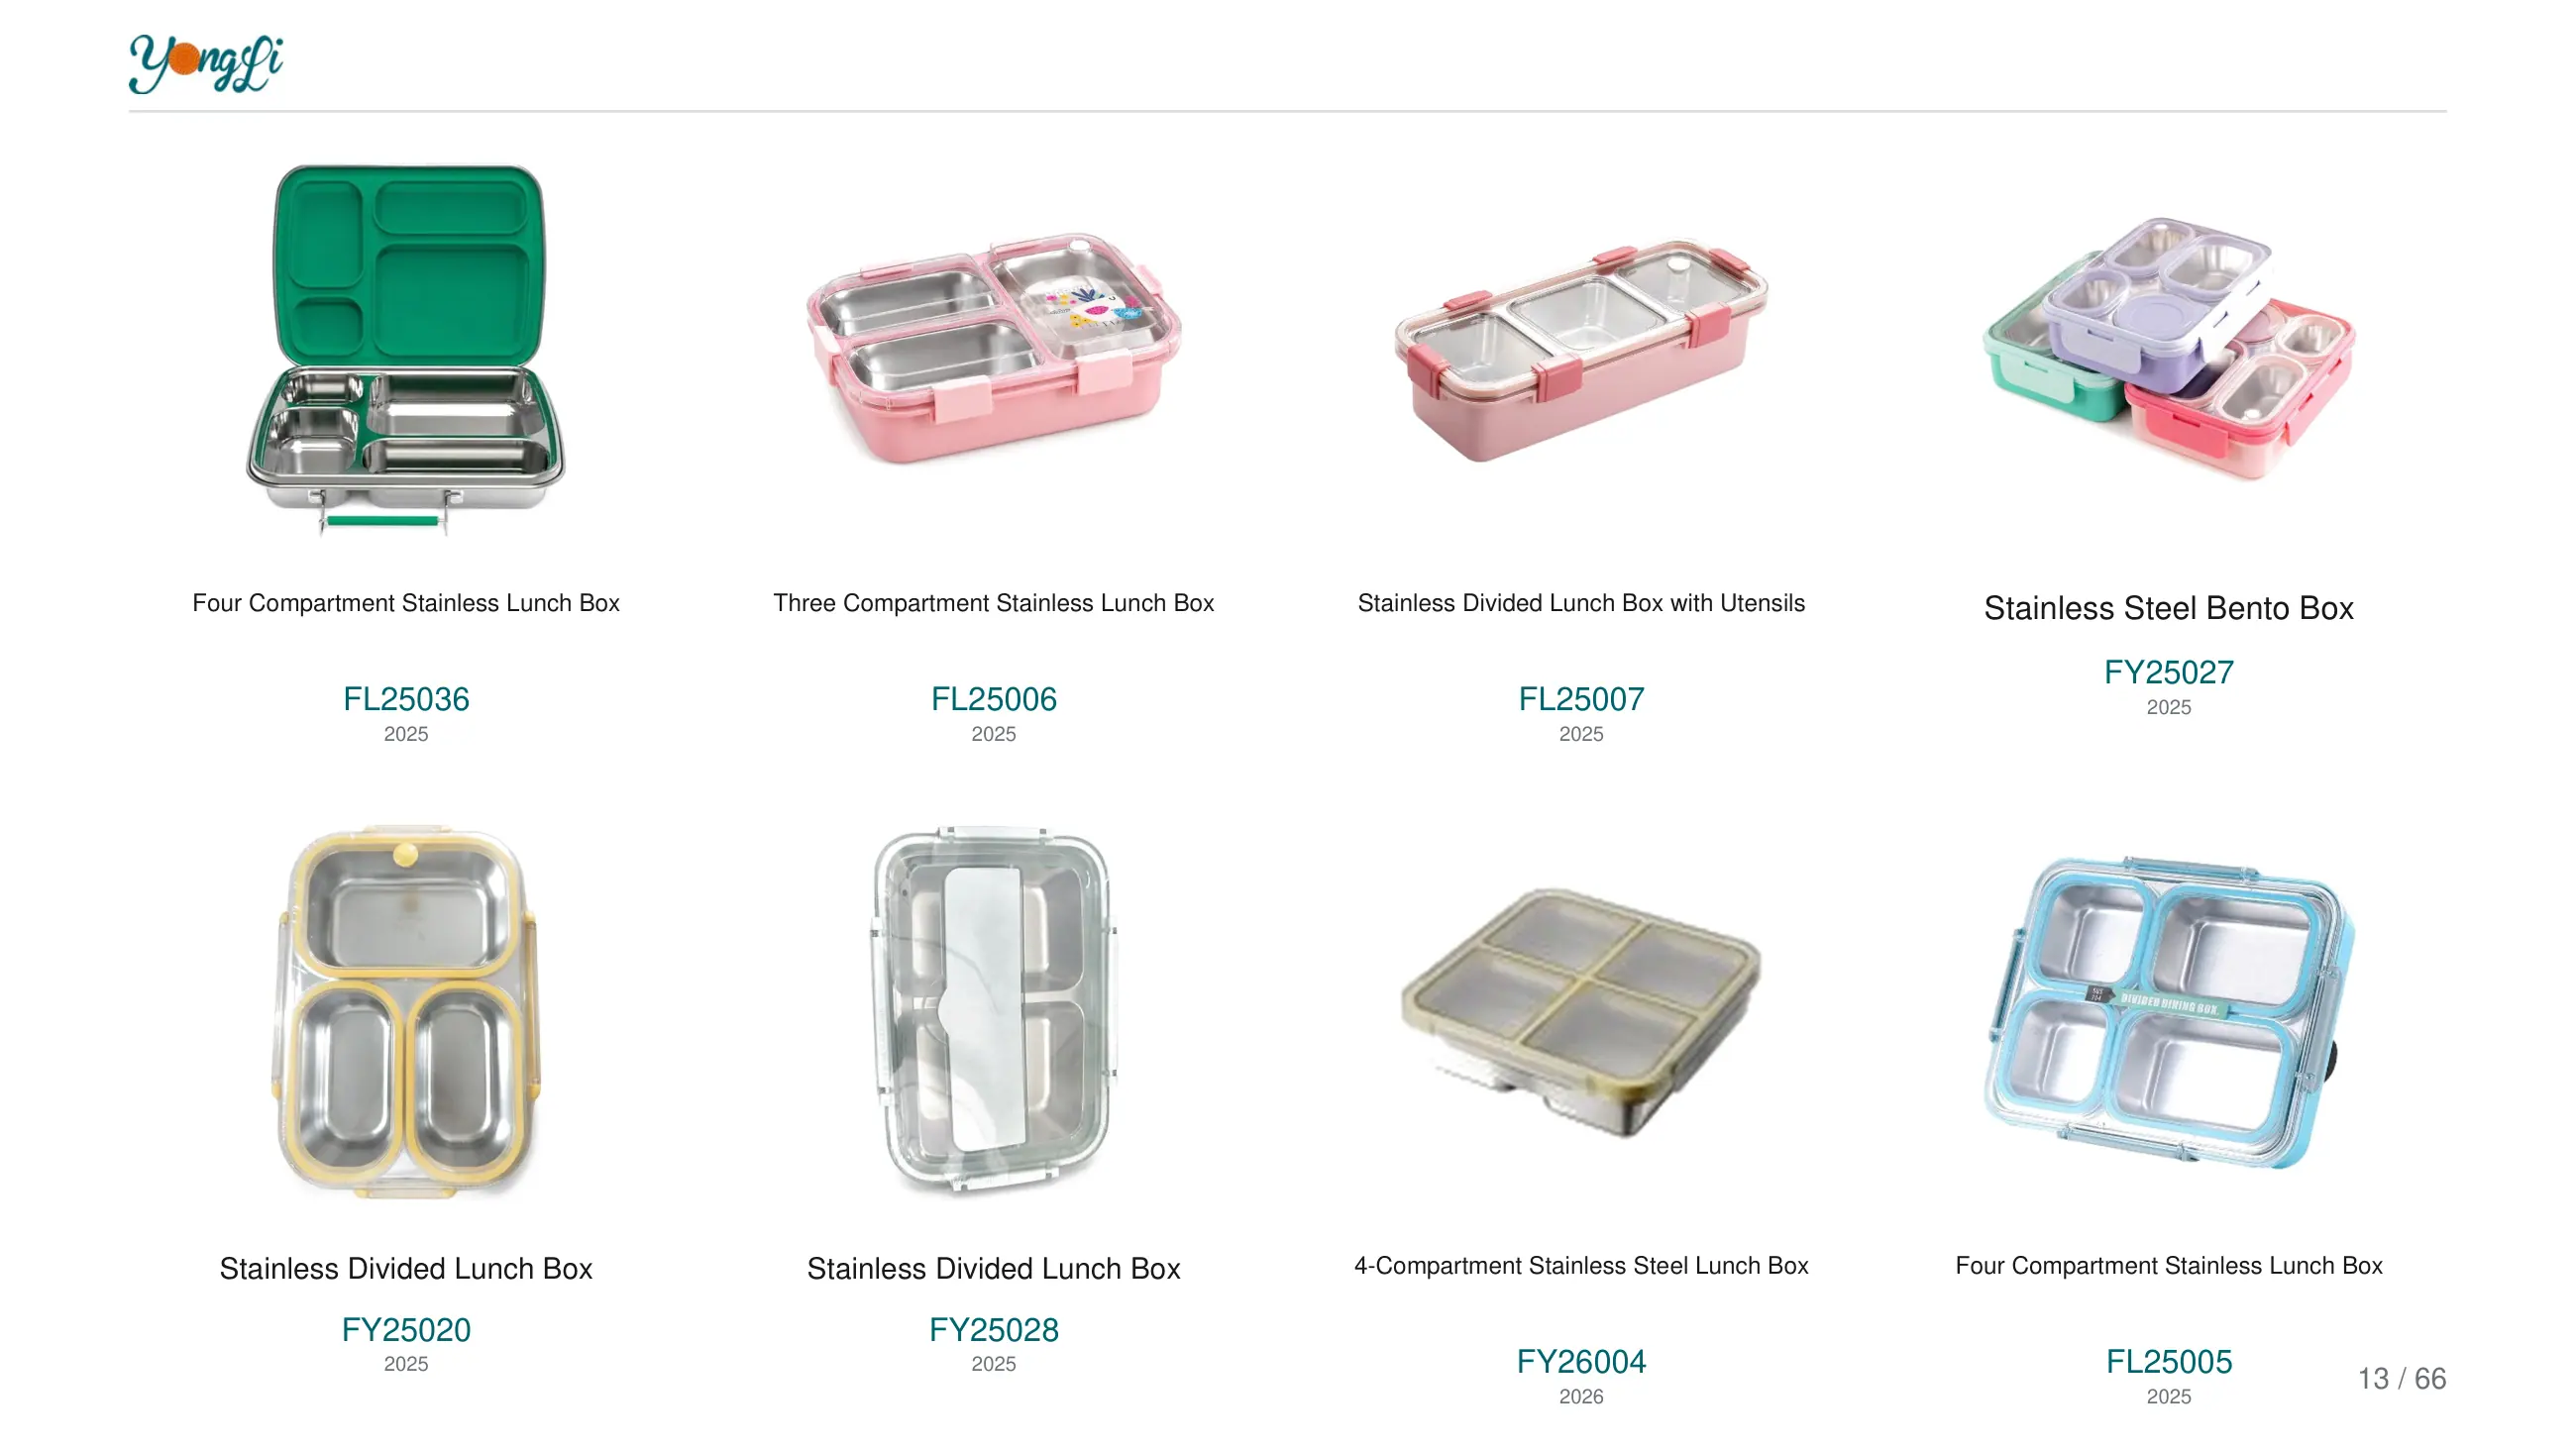 YongLi
Four Compartment Stainless Lunch Box
FL25036
2025
Three Compartment Stainless Lunch Box
FL25006
2025
Stainless Divided Lunch Box with Utensils
FL25007
2025
Stainless Steel Bento Box
FY25027
2025
Stainless Divided Lunch Box
FY25020
2025
Stainless Divided Lunch Box
FY25028
2025
4-Compartment Stainless Steel Lunch Box
FY26004
2026
DIVIDED DINING BOX
Four Compartment Stainless Lunch Box
FL25005
2025
13 / 66